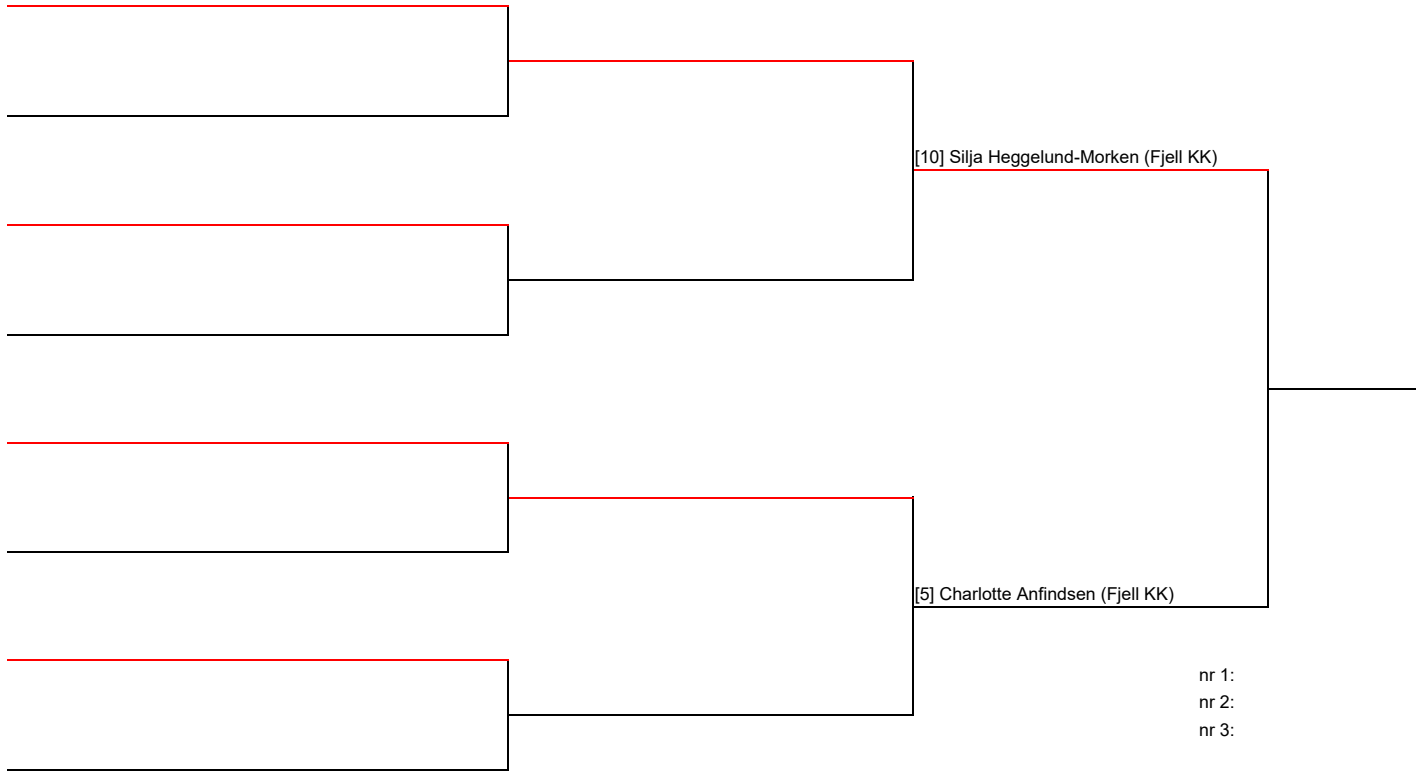 [10] Silja Heggelund-Morken (Fjell KK)
[5] Charlotte Anfindsen (Fjell KK)
nr 1:
nr 2:
nr 3: